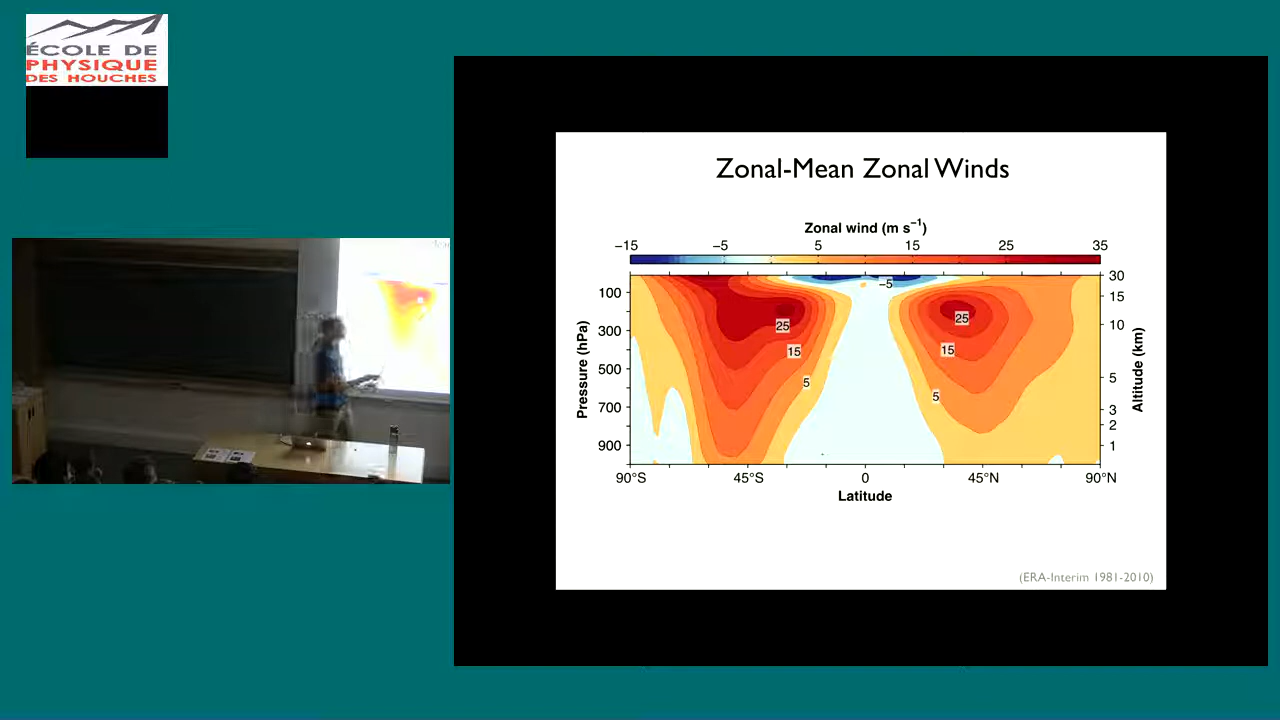 ÉCOLE DE
PHYSIQUE
DES HOUCHES
Zonal-Mean Zonal Winds
Zonal wind (m s⁻¹)
−15 −5 5 15 25 35
100
300
500
700
900
Pressure (hPa)
−5
25
15
5
25
15
5
30
15
10
5
3
2
1
Altitude (km)
90°S 45°S 0 45°N 90°N
Latitude
(ERA-Interim 1981-2010)